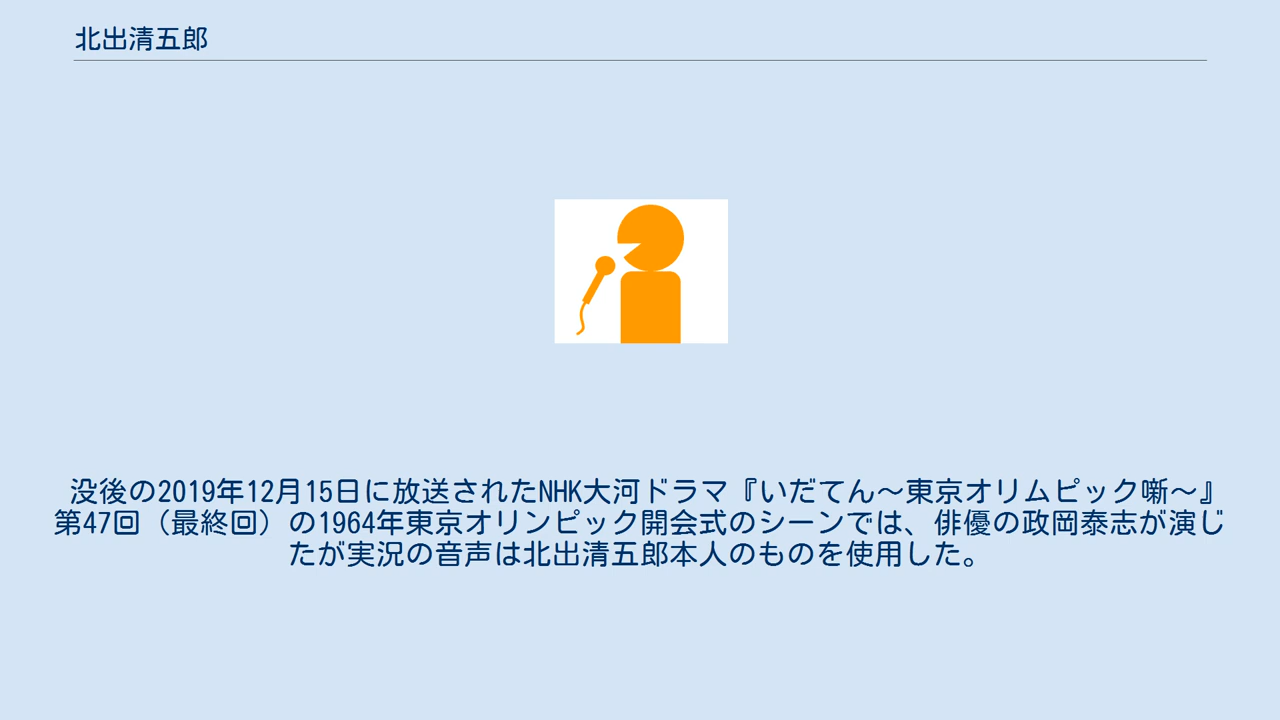 北出清五郎
没後の2019年12月15日に放送されたNHK大河ドラマ『いだてん〜東京オリムピック噺〜』
第47回（最終回）の1964年東京オリンピック開会式のシーンでは、俳優の政岡泰志が演じ
たが実況の音声は北出清五郎本人のものを使用した。